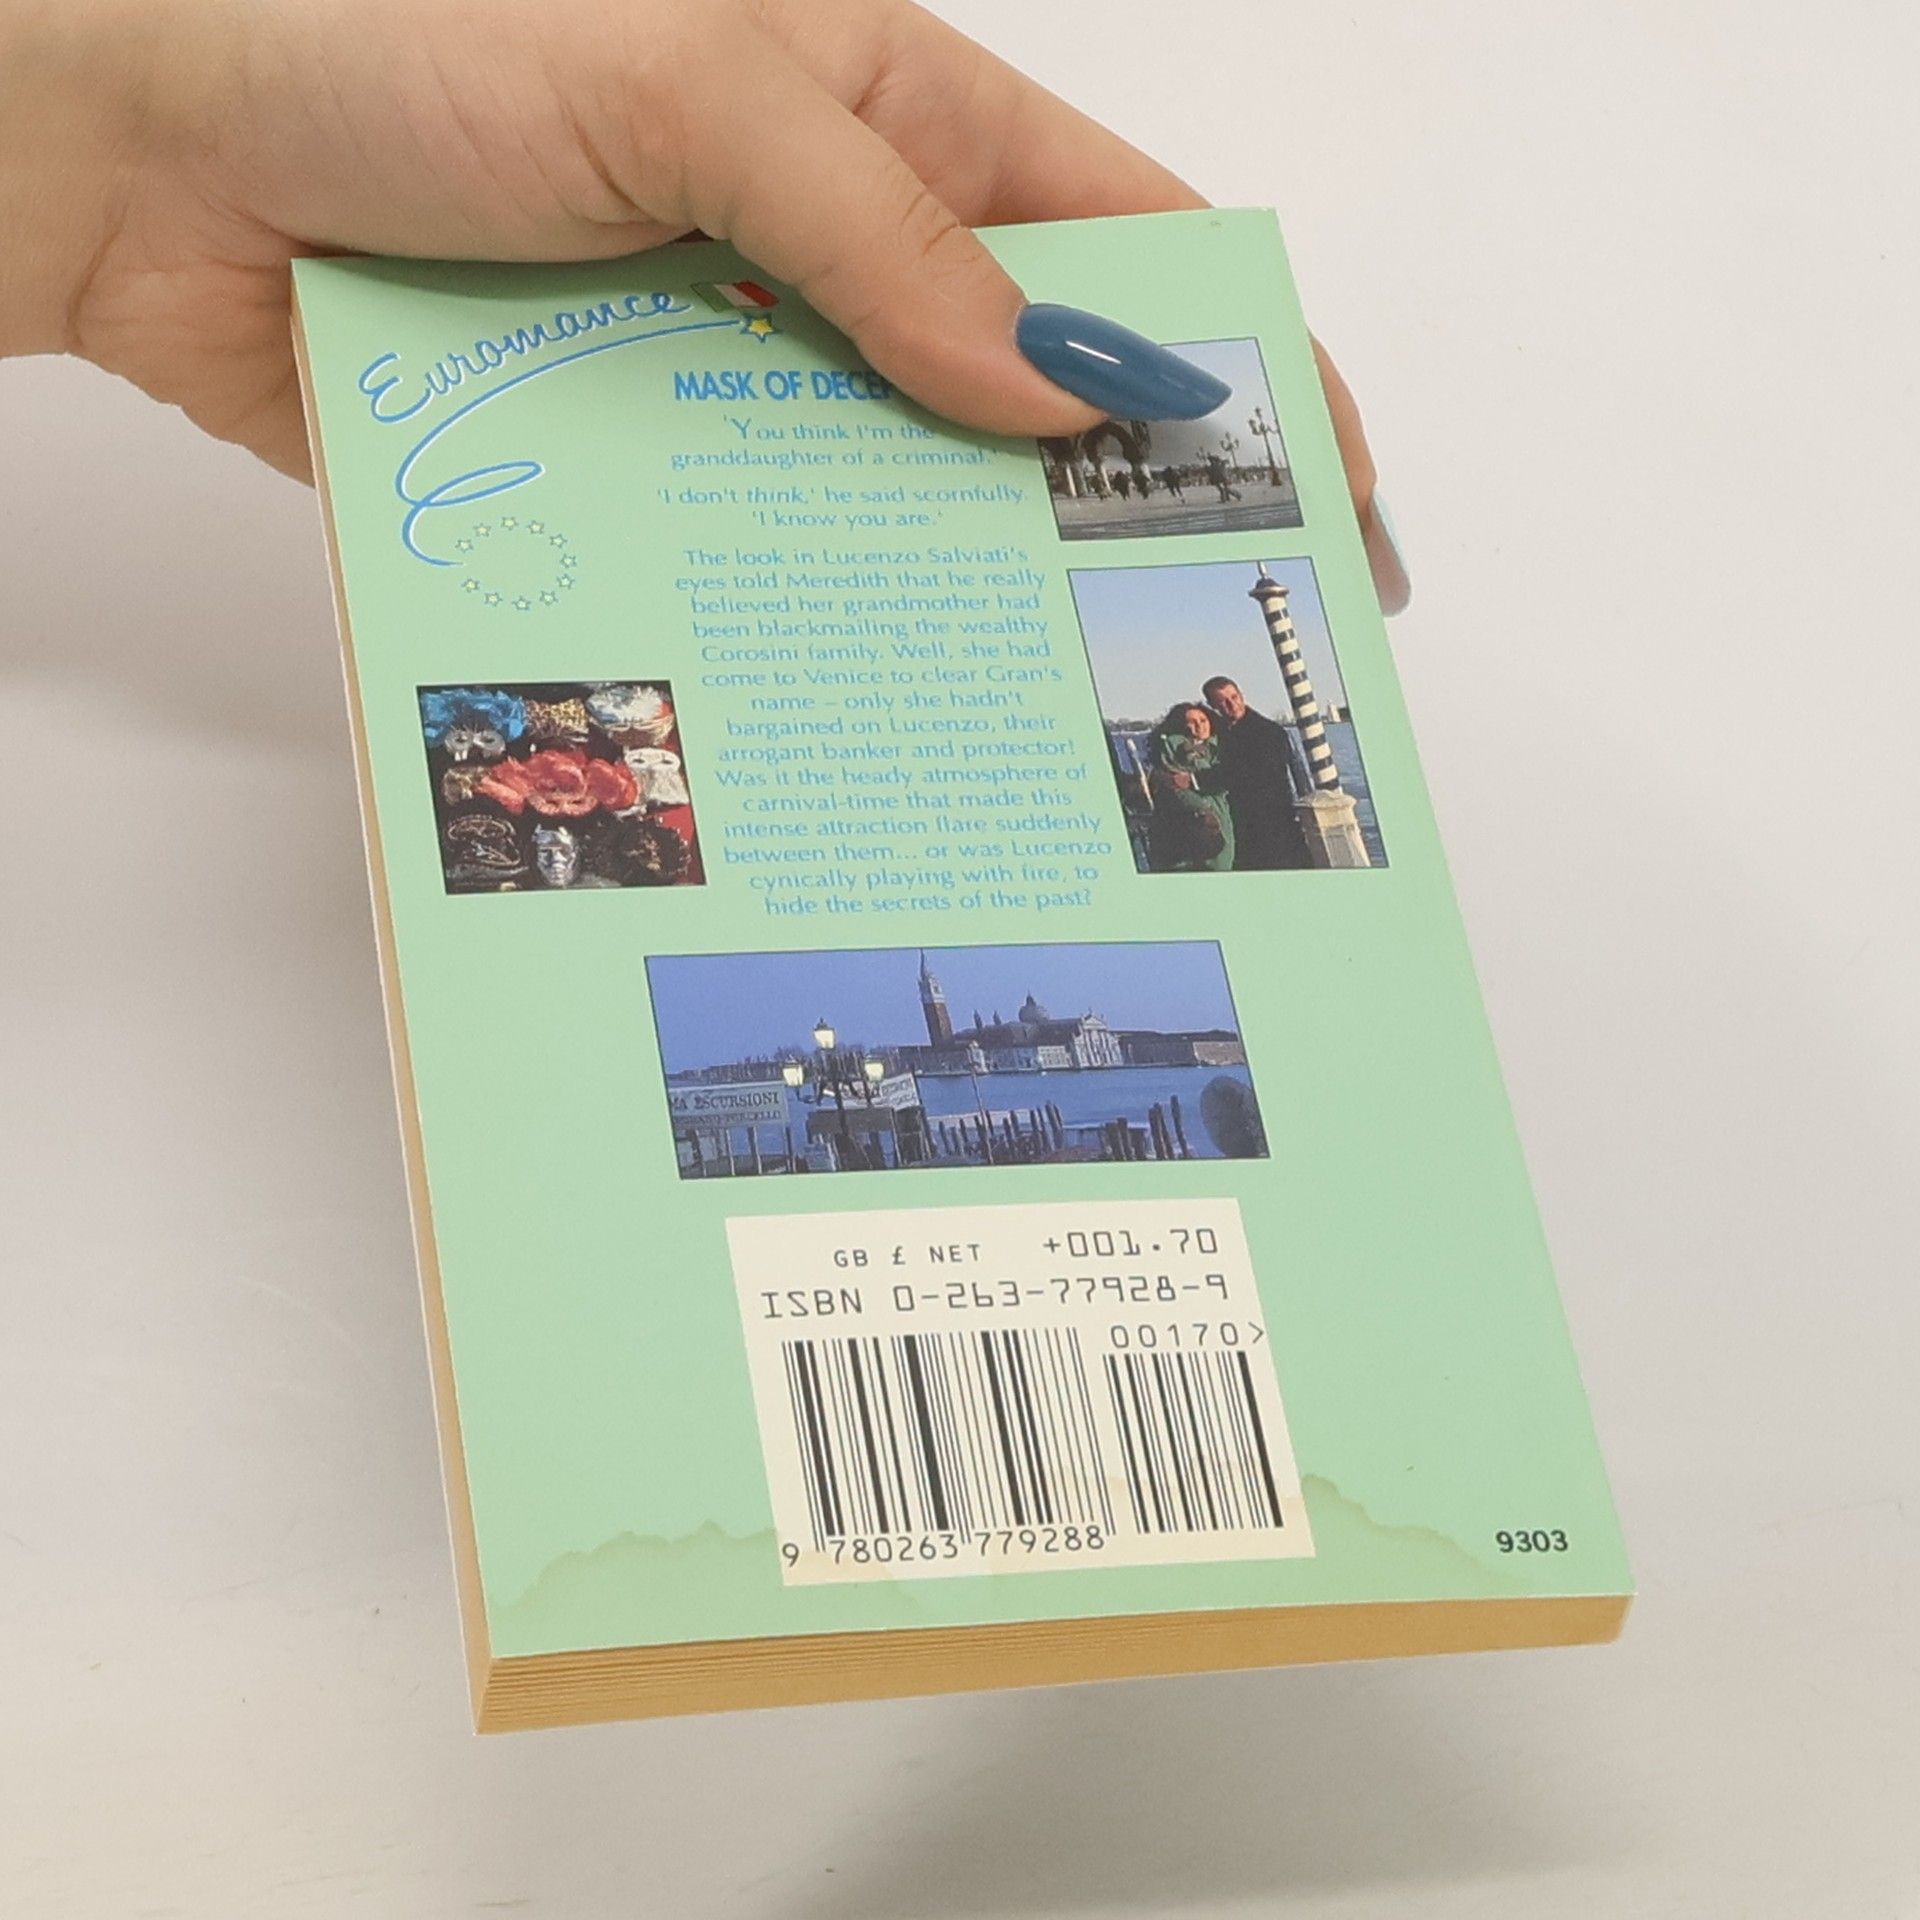 Euromance
MASK OF
'You think I'm the
granddaughter of a criminal.'
'I don't think,' he said scornfully.
'I know you are.'
The look in Lucenzo Salviati's
eyes told Meredith that he really
believed her grandmother had
been blackmailing the wealthy
Corosini family. Well, she had
come to Venice to clear Gran's
name – only she hadn't
bargained on Lucenzo, their
arrogant banker and protector!
Was it the heady atmosphere of
carnival-time that made this
intense attraction flare suddenly
between them... or was Lucenzo
cynically playing with fire, to
hide the secrets of the past?
ESCURSIONI
GB £ NET +001.70
ISBN 0-263-77928-9
00170>
9 780263 779288
9303